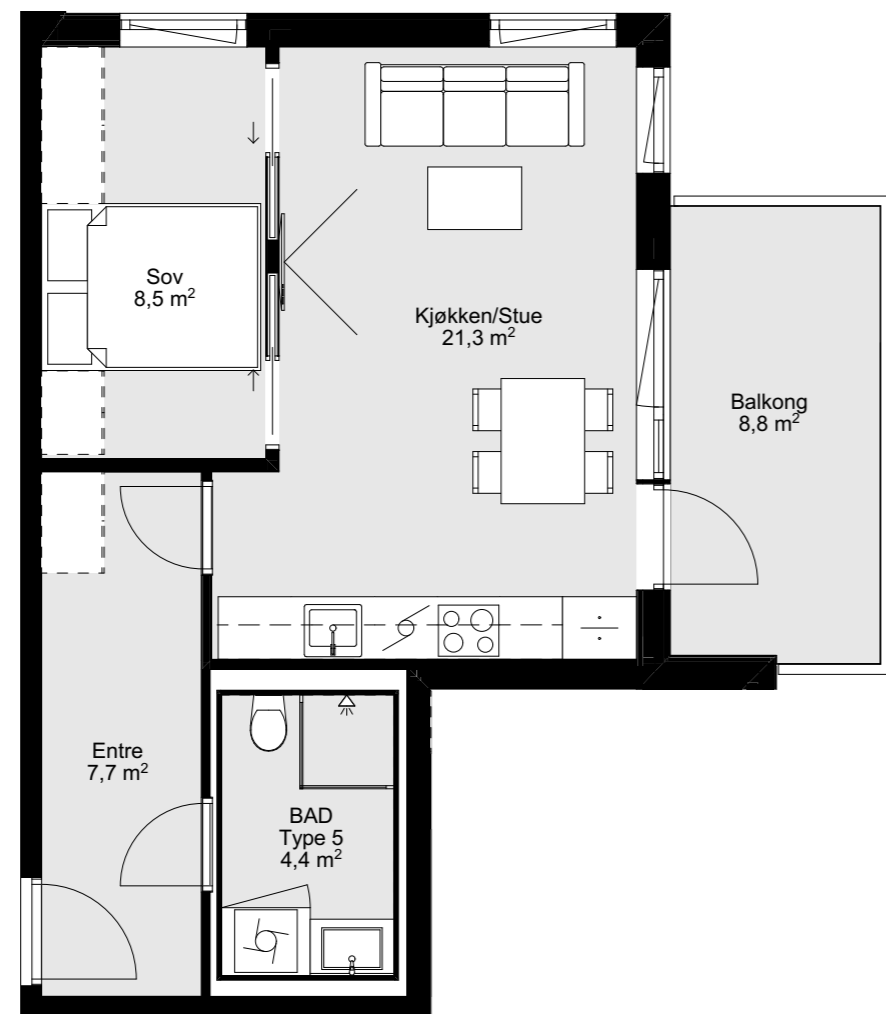 Sov
8,5 m²
Kjøkken/Stue
21,3 m²
Balkong
8,8 m²
Entre
7,7 m²
BAD
Type 5
4,4 m²